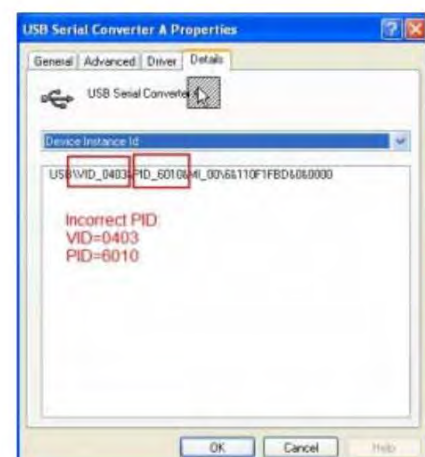 USB Serial Converter A Properties
General Advanced Driver Details
USB Serial Converter
Device Instance Id
USB\VID_0403&PID_6010&MI_00\6&110F1FBD&0&0000
Incorrect PID
VID=0403
PID=6010
OK Cancel Help